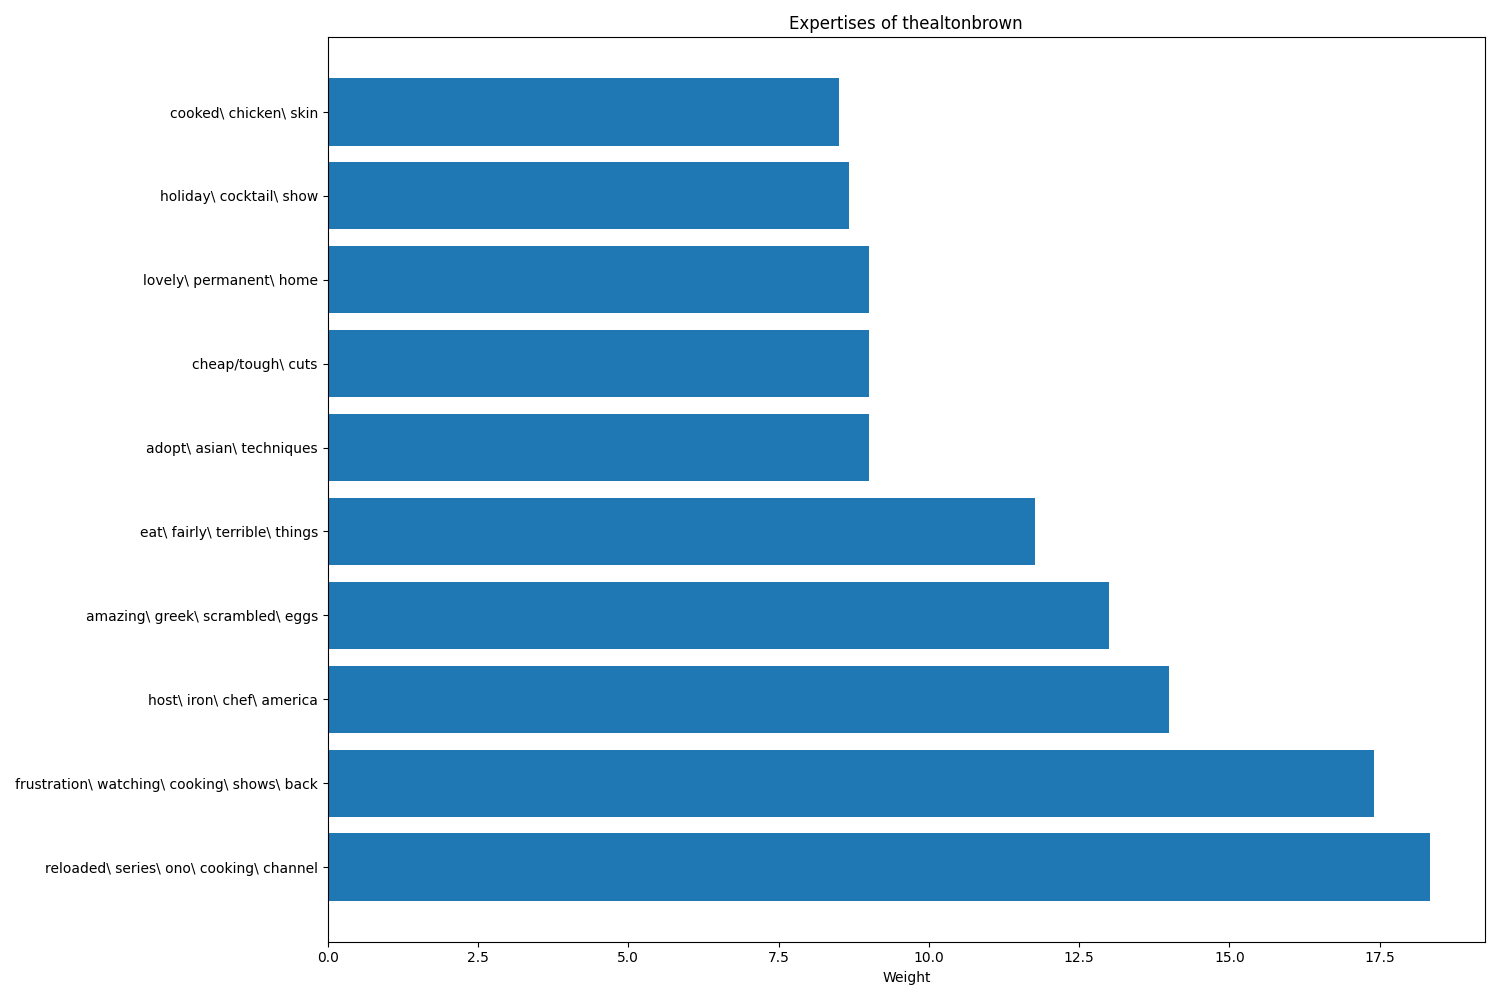 Expertises of thealtonbrown
cooked\ chicken\ skin
holiday\ cocktail\ show
lovely\ permanent\ home
cheap/tough\ cuts
adopt\ asian\ techniques
eat\ fairly\ terrible\ things
amazing\ greek\ scrambled\ eggs
host\ iron\ chef\ america
frustration\ watching\ cooking\ shows\ back
reloaded\ series\ ono\ cooking\ channel
0.0 2.5 5.0 7.5 10.0 12.5 15.0 17.5
Weight